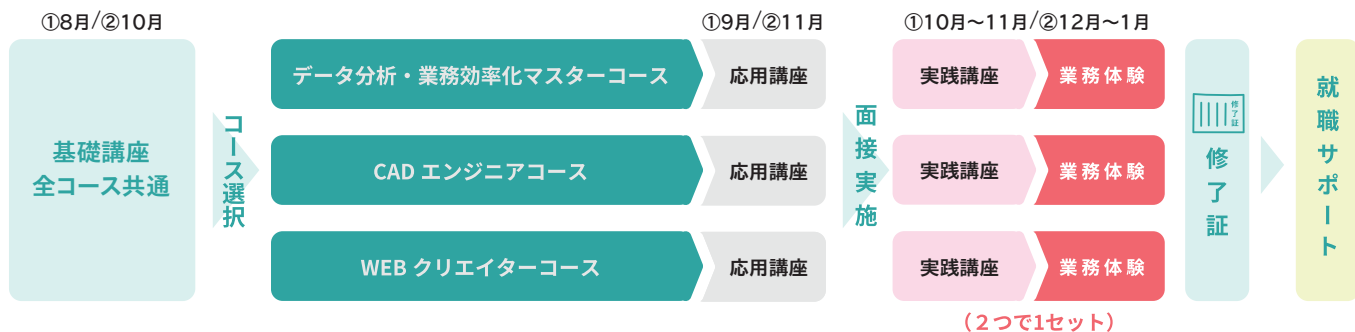 ①8月/②10月
①9月/②11月
①10月～11月/②12月～1月
基礎講座
全コース共通
コース選択
データ分析・業務効率化マスターコース
応用講座
CAD エンジニアコース
応用講座
WEB クリエイターコース
応用講座
面接実施
実践講座
業務体験
実践講座
業務体験
実践講座
業務体験
（２つで1セット）
修了証
修了証
就職サポート